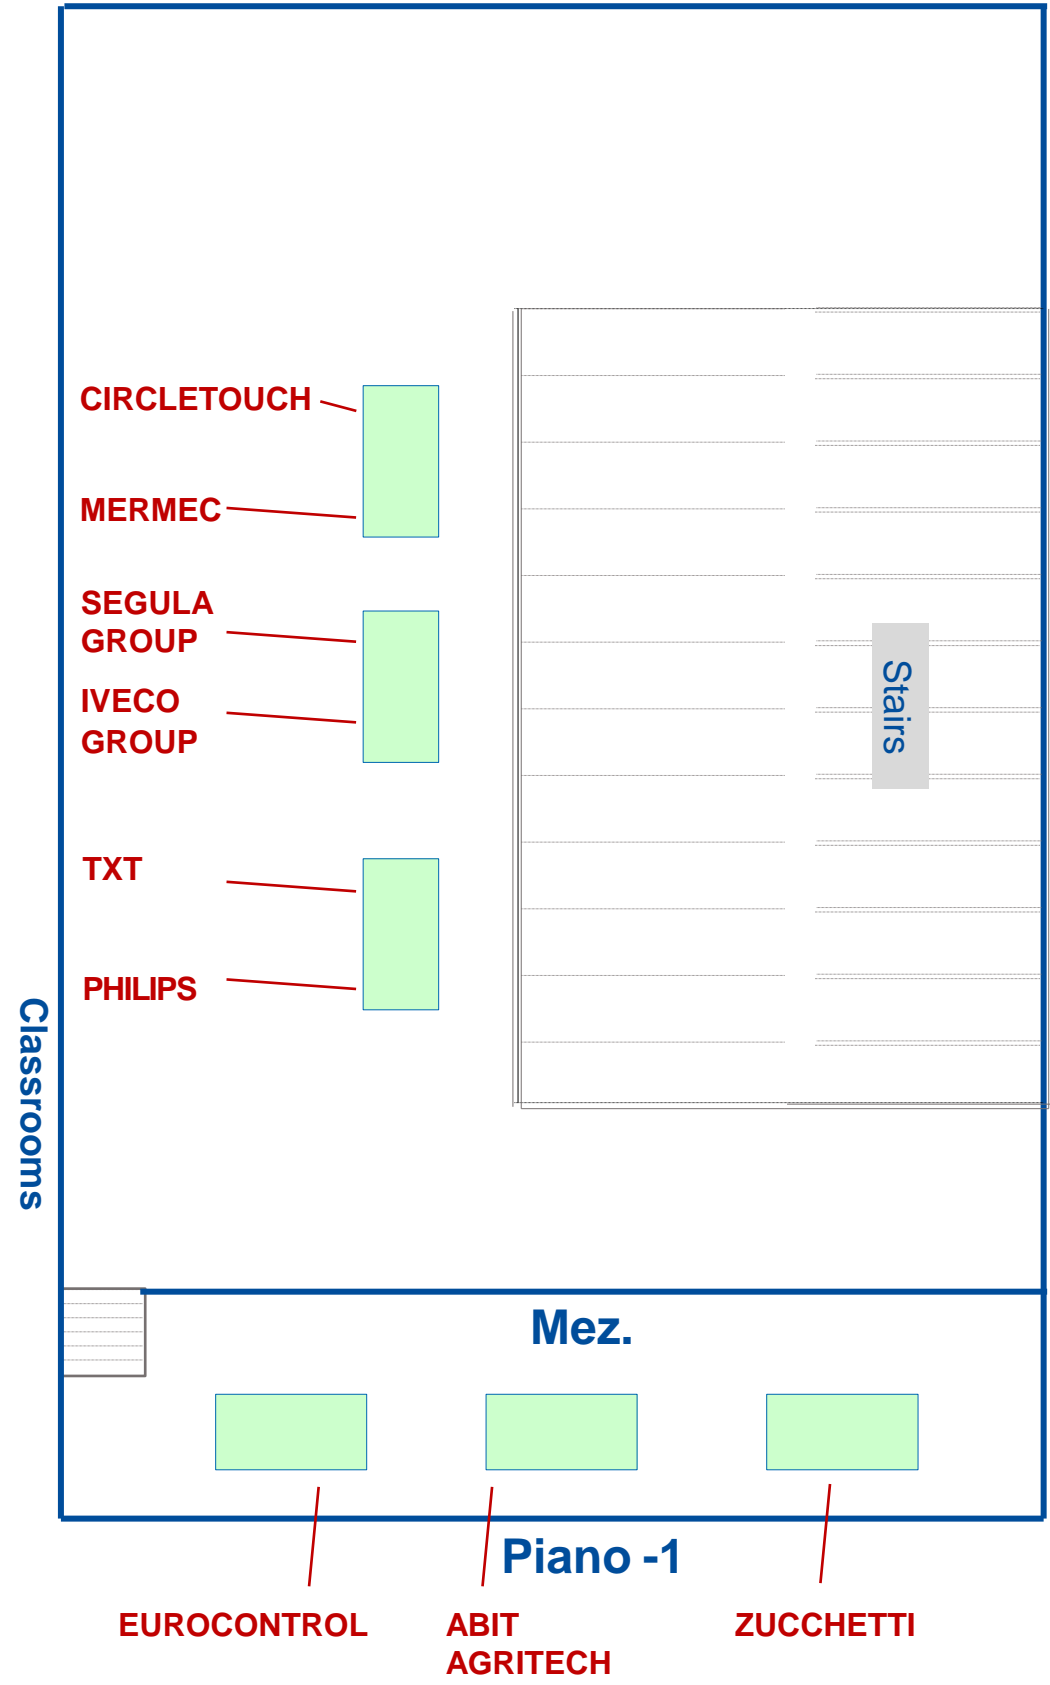 CIRCLETOUCH
MERMEC
SEGULA
GROUP
IVECO
GROUP
Stairs
TXT
PHILIPS
Classrooms
Mez.
Piano -1
EUROCONTROL
ABIT
AGRITECH
ZUCCHETTI